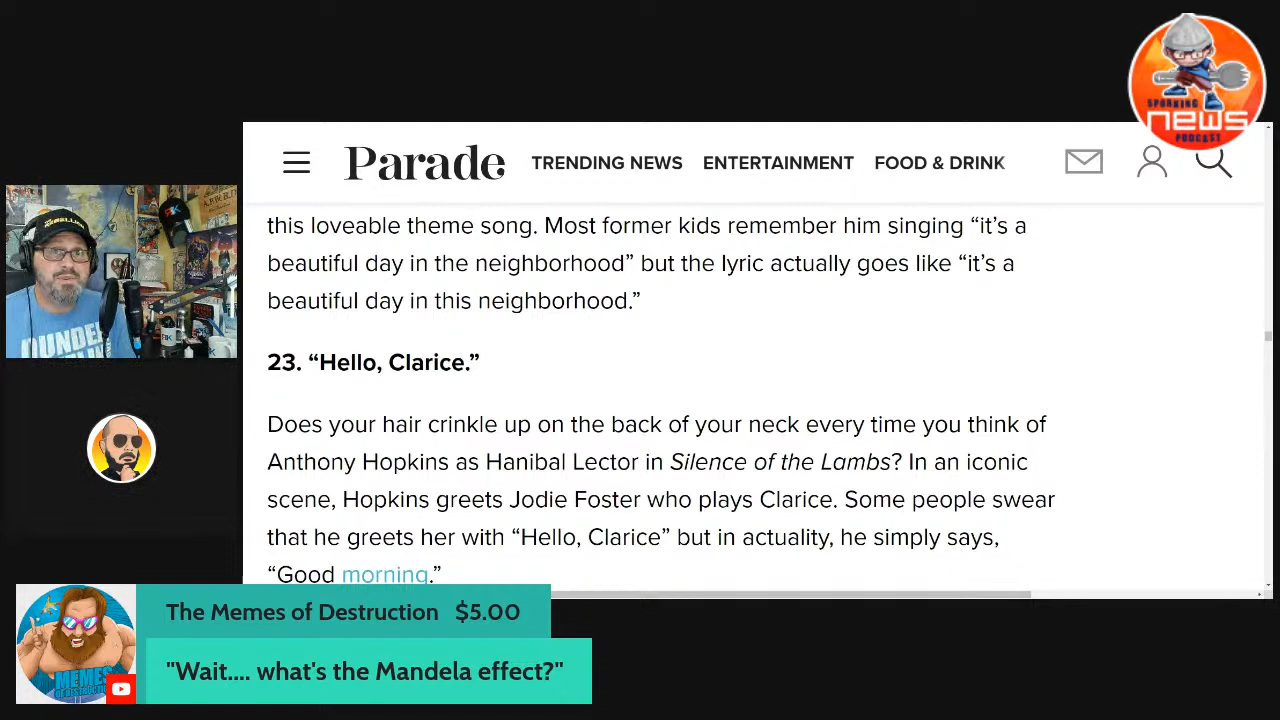 SPORKING
news
PODCAST
Parade
TRENDING NEWS ENTERTAINMENT FOOD & DRINK
this loveable theme song. Most former kids remember him singing “it’s a
beautiful day in the neighborhood” but the lyric actually goes like “it’s a
beautiful day in this neighborhood.”
23. “Hello, Clarice.”
Does your hair crinkle up on the back of your neck every time you think of
Anthony Hopkins as Hanibal Lector in Silence of the Lambs? In an iconic
scene, Hopkins greets Jodie Foster who plays Clarice. Some people swear
that he greets her with “Hello, Clarice” but in actuality, he simply says,
“Good morning.”
The Memes of Destruction $5.00
"Wait.... what's the Mandela effect?"
MEMES